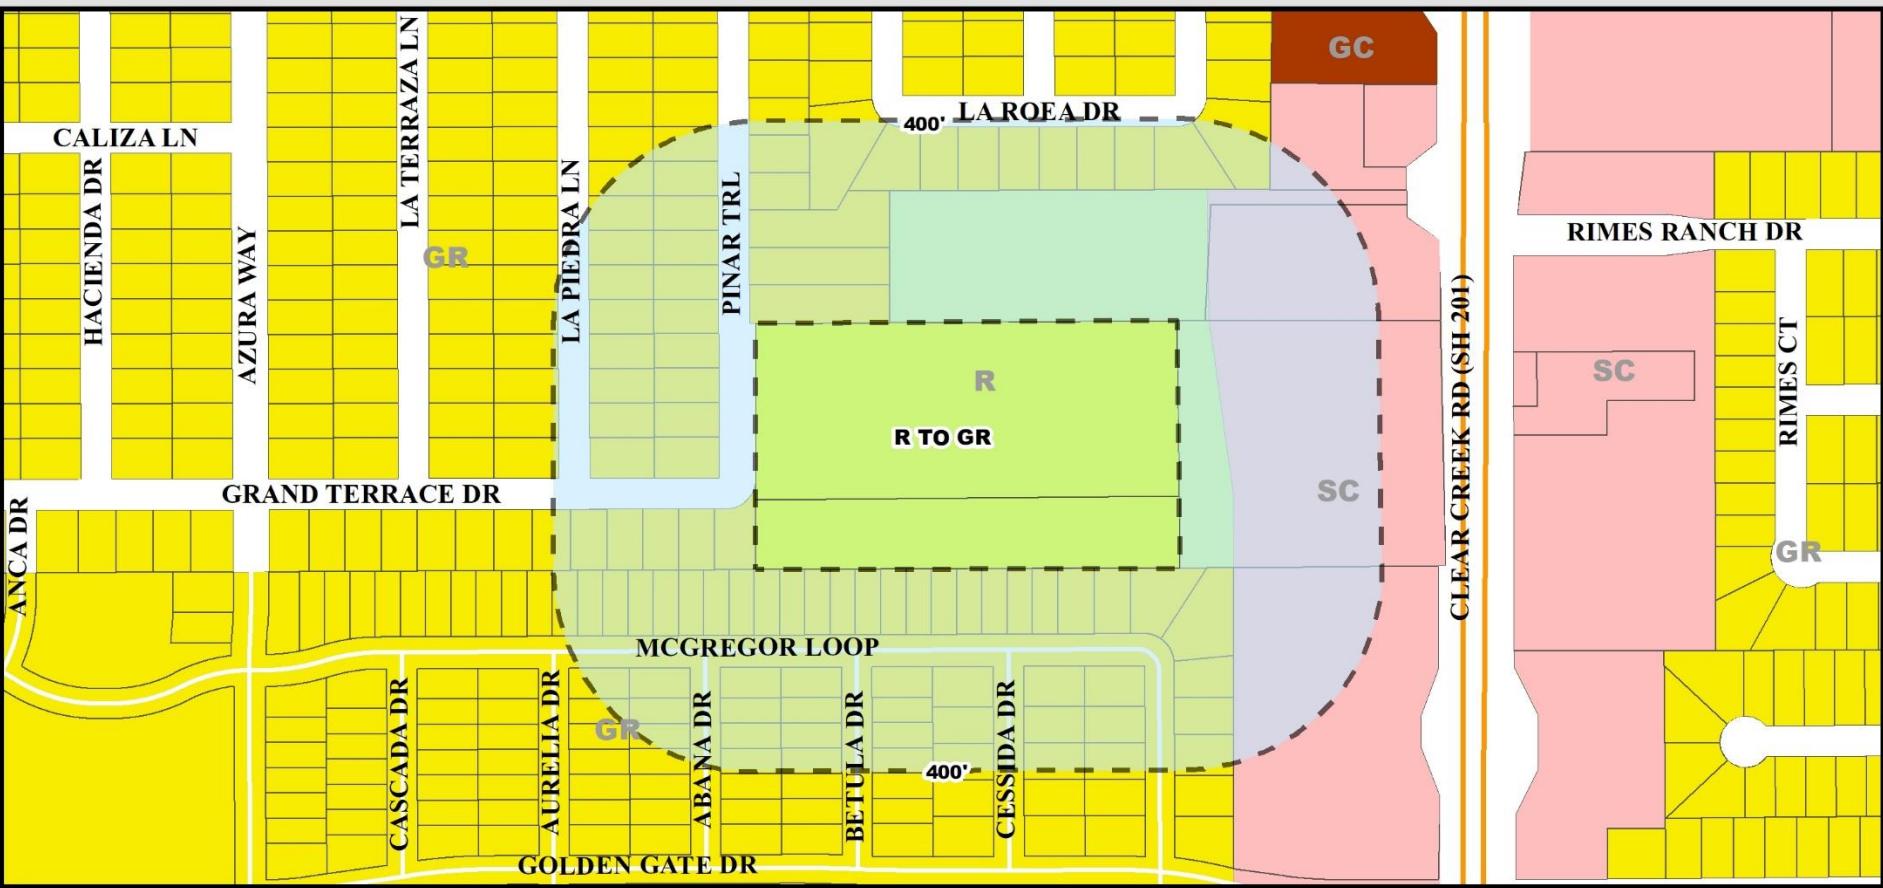 GC
LA ROEA DR
400'
CALIZA LN
LA TERRAZA LN
HACIENDA DR
LA PIEDRA LN
PINAR TRL
AZURA WAY
GR
RIMES RANCH DR
CLEAR CREEK RD (SH 201)
RIMES CT
SC
R
R TO GR
SC
GRAND TERRACE DR
ANCA DR
GR
MCGREGOR LOOP
CASCADA DR
AURELIA DR
GR
ABANA DR
BETULA DR
CESSIDA DR
400'
GOLDEN GATE DR